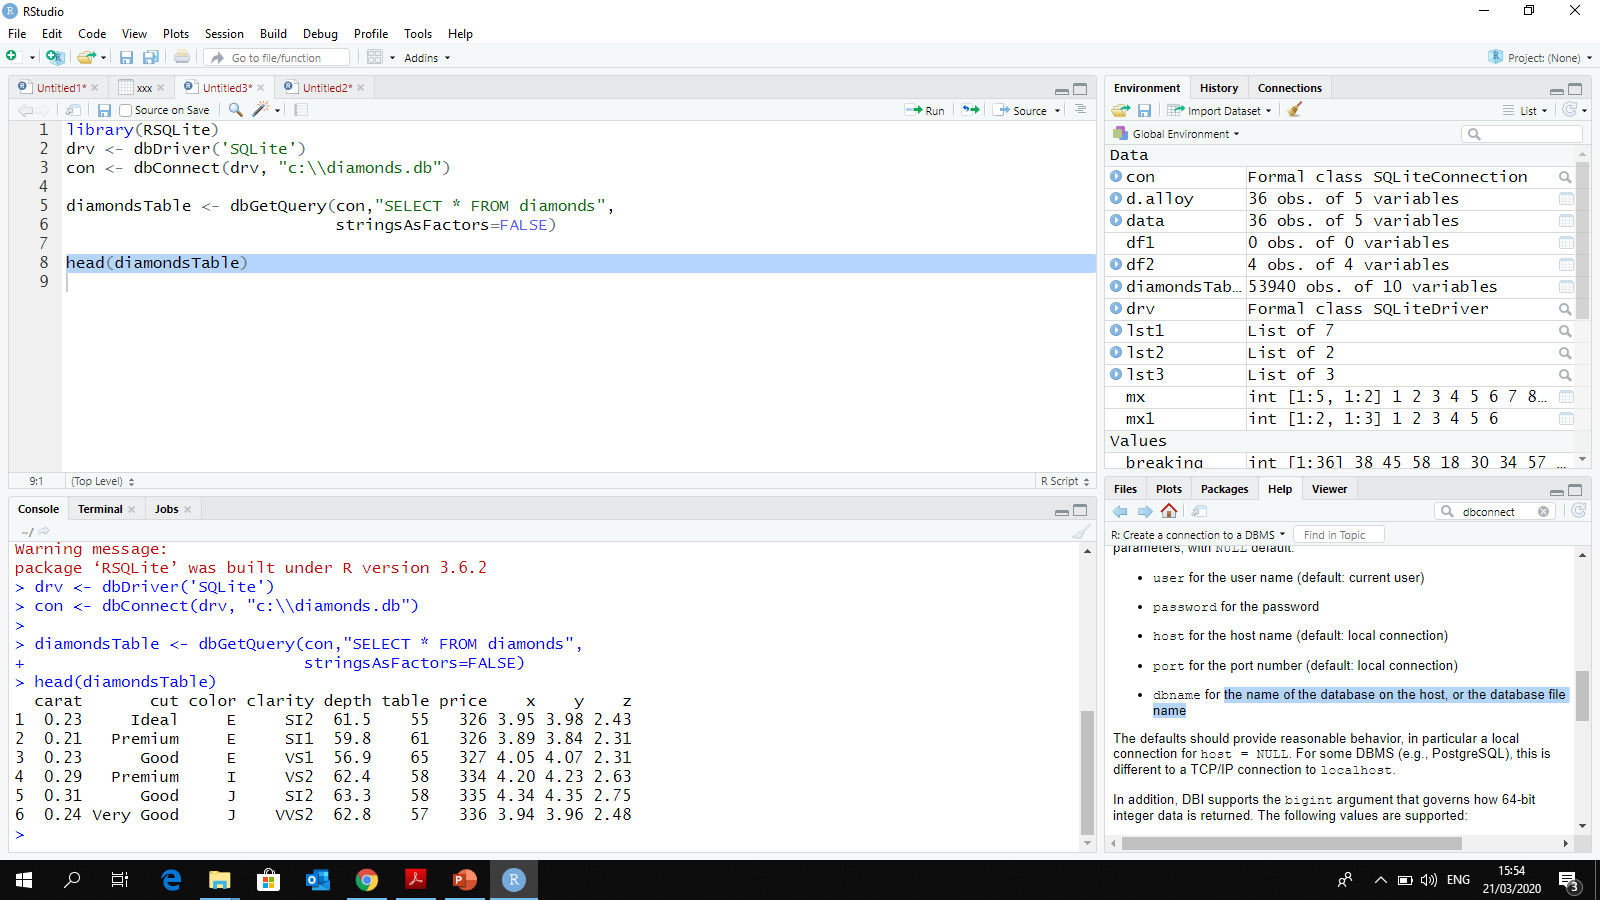 RStudio
File Edit Code View Plots Session Build Debug Profile Tools Help
Go to file/function Addins Project: (None)
Untitled1* xxx Untitled3* Untitled2*
Source on Save Run Source
1 library(RSQLite)
2 drv <- dbDriver('SQLite')
3 con <- dbConnect(drv, "c:\\diamonds.db")
4
5 diamondsTable <- dbGetQuery(con,"SELECT * FROM diamonds",
6 stringsAsFactors=FALSE)
7
8 head(diamondsTable)
9
9:1 (Top Level) R Script
Console Terminal Jobs
~/
Warning message:
package ‘RSQLite’ was built under R version 3.6.2
> drv <- dbDriver('SQLite')
> con <- dbConnect(drv, "c:\\diamonds.db")
>
> diamondsTable <- dbGetQuery(con,"SELECT * FROM diamonds",
+ stringsAsFactors=FALSE)
> head(diamondsTable)
carat cut color clarity depth table price x y z
1 0.23 Ideal E SI2 61.5 55 326 3.95 3.98 2.43
2 0.21 Premium E SI1 59.8 61 326 3.89 3.84 2.31
3 0.23 Good E VS1 56.9 65 327 4.05 4.07 2.31
4 0.29 Premium I VS2 62.4 58 334 4.20 4.23 2.63
5 0.31 Good J SI2 63.3 58 335 4.34 4.35 2.75
6 0.24 Very Good J VVS2 62.8 57 336 3.94 3.96 2.48
>
Environment History Connections
Import Dataset List
Global Environment
Data
con Formal class SQLiteConnection
d.alloy 36 obs. of 5 variables
data 36 obs. of 5 variables
df1 0 obs. of 0 variables
df2 4 obs. of 4 variables
diamondsTab… 53940 obs. of 10 variables
drv Formal class SQLiteDriver
lst1 List of 7
lst2 List of 2
lst3 List of 3
mx int [1:5, 1:2] 1 2 3 4 5 6 7 8…
mx1 int [1:2, 1:3] 1 2 3 4 5 6
Values
breaking int [1:36] 38 45 58 18 30 34 57 …
Files Plots Packages Help Viewer
dbconnect
R: Create a connection to a DBMS Find in Topic
parameters, with NULL default:
• user for the user name (default: current user)
• password for the password
• host for the host name (default: local connection)
• port for the port number (default: local connection)
• dbname for the name of the database on the host, or the database file
name
The defaults should provide reasonable behavior, in particular a local
connection for host = NULL. For some DBMS (e.g., PostgreSQL), this is
different to a TCP/IP connection to localhost.
In addition, DBI supports the bigint argument that governs how 64-bit
integer data is returned. The following values are supported:
ENG
15:54
21/03/2020
3